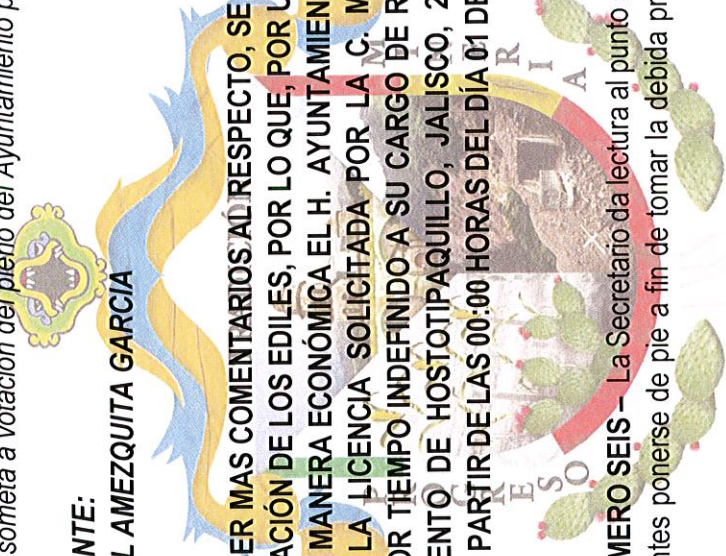 someta a votación del pleno del Ayuntamiento
NTE:
L AMEZQUITA GARCIA
ER MAS COMENTARIOS AL RESPECTO, SE
ACIÓN DE LOS EDILES, POR LO QUE, POR U
MANERA ECONÓMICA EL H. AYUNTAMIEN
LA LICENCIA SOLICITADA POR LA C. M
OR TIEMPO INDEFINIDO A SU CARGO DE R
ENTO DE HOSTOTIPAQUILLO, JALISCO, 2
PARTIR DE LAS 00:00 HORAS DEL DÍA 01 DE
MERO SEIS – La Secretario da lectura al punto
tes ponerse de pie a fin de tomar la debida pr